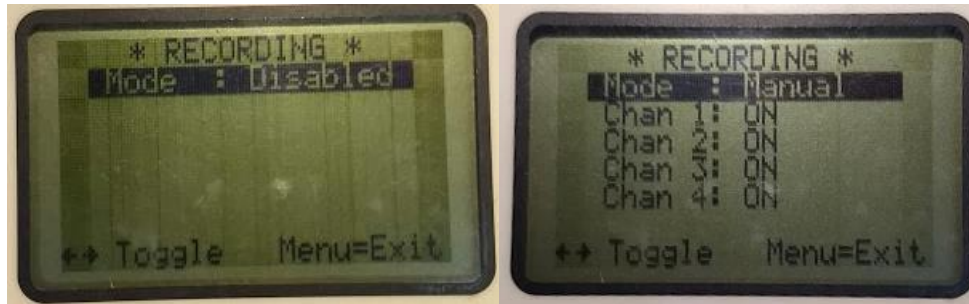 * RECORDING *
Mode : Disabled
←→ Toggle Menu=Exit
* RECORDING *
Mode : Manual
Chan 1: ON
Chan 2: ON
Chan 3: ON
Chan 4: ON
←→ Toggle Menu=Exit